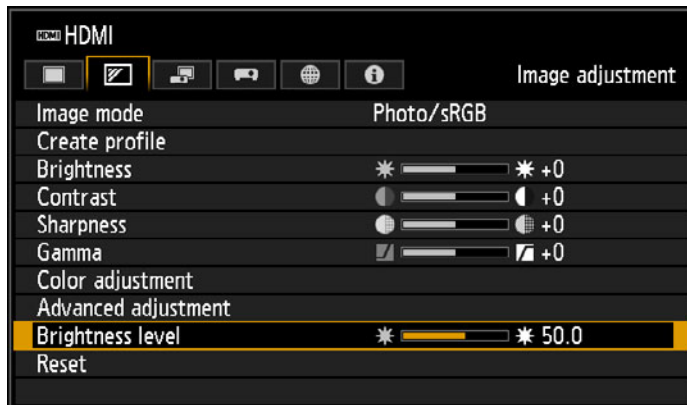 HDMI HDMI
Image adjustment
Image mode Photo/sRGB
Create profile
Brightness +0
Contrast +0
Sharpness +0
Gamma +0
Color adjustment
Advanced adjustment
Brightness level 50.0
Reset